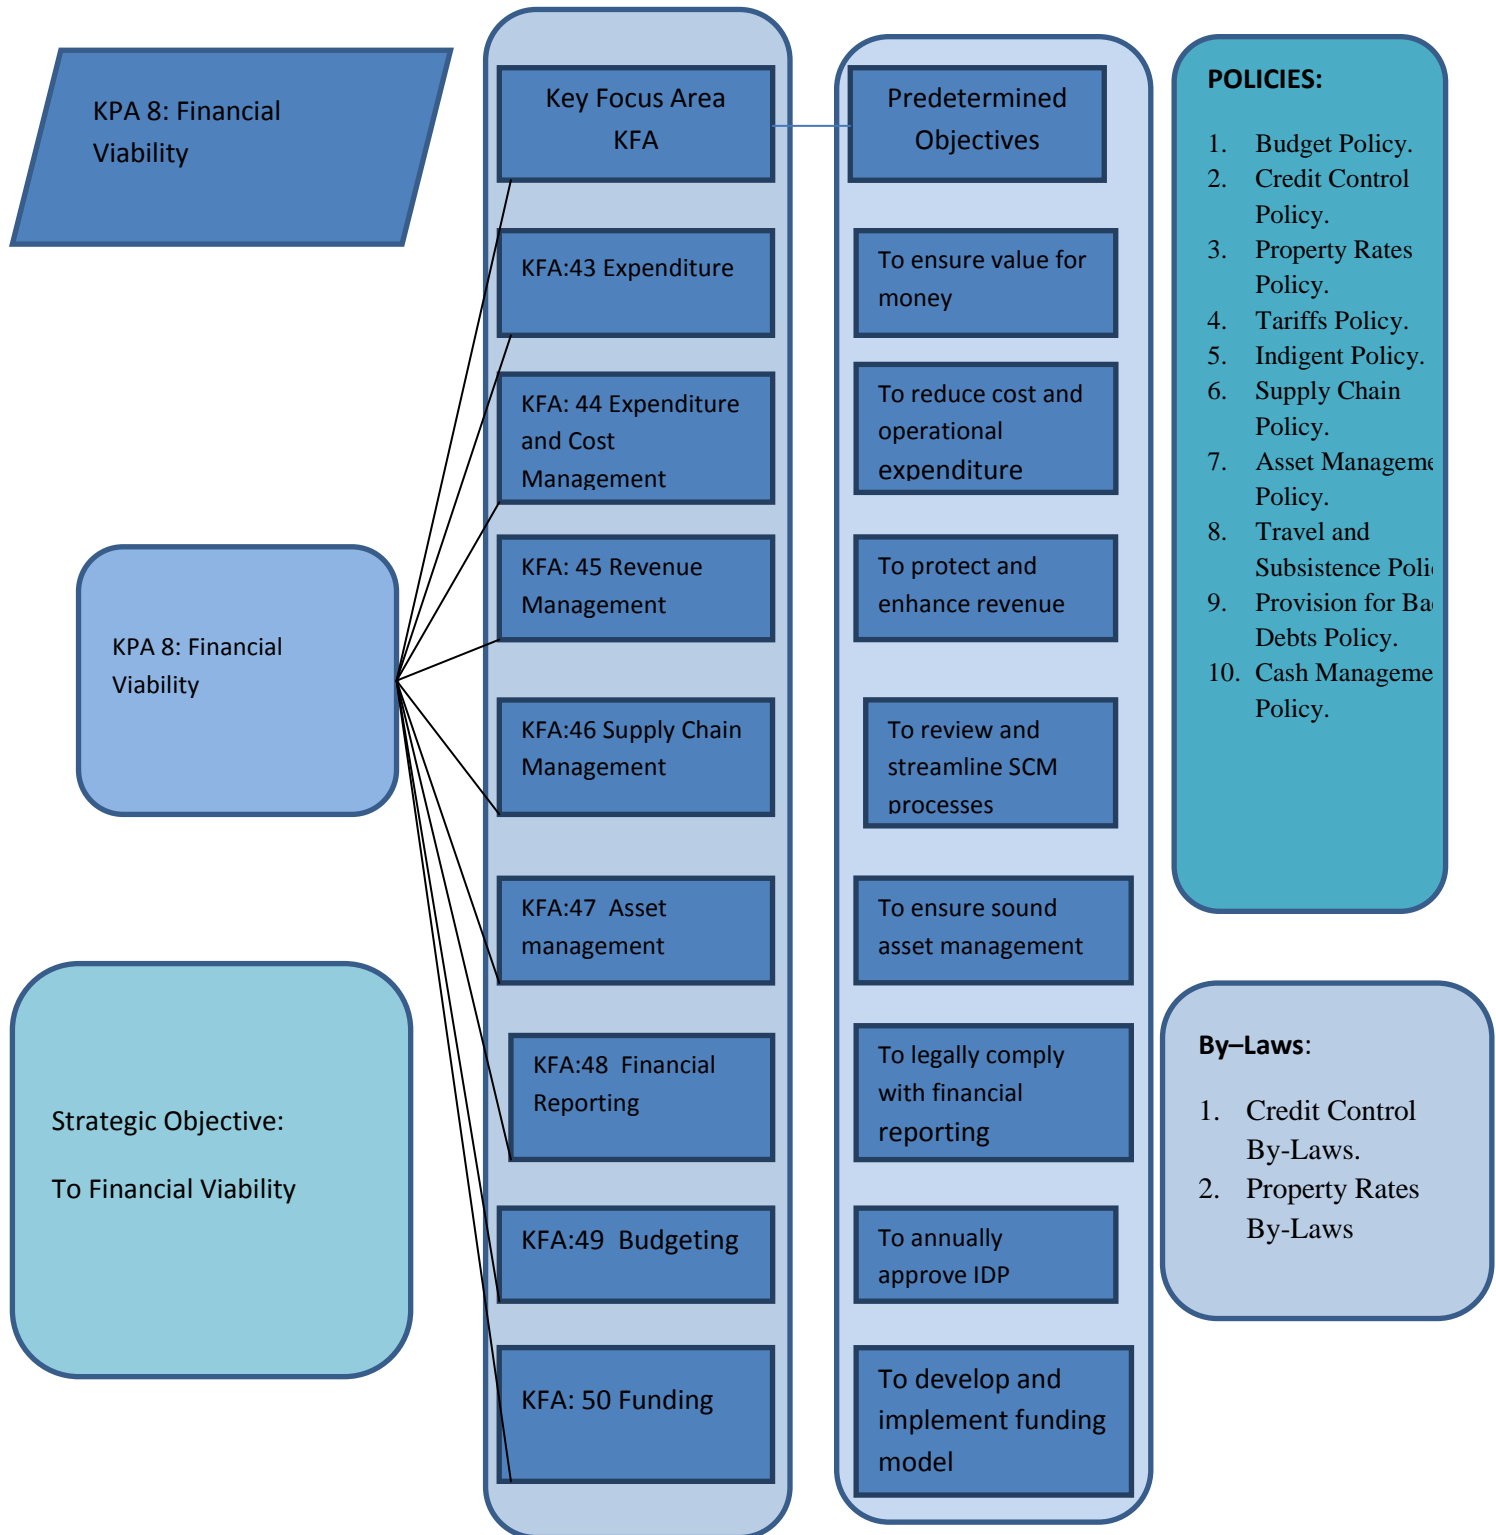 KPA 8: Financial
Viability
Key Focus Area
KFA
Predetermined
Objectives
KFA:43 Expenditure
To ensure value for
money
KFA: 44 Expenditure
and Cost
Management
To reduce cost and
operational
expenditure
KFA: 45 Revenue
Management
To protect and
enhance revenue
KPA 8: Financial
Viability
KFA:46 Supply Chain
Management
To review and
streamline SCM
processes
KFA:47  Asset
management
To ensure sound
asset management
Strategic Objective:
To Financial Viability
KFA:48  Financial
Reporting
To legally comply
with financial
reporting
KFA:49  Budgeting
To annually
approve IDP
KFA: 50 Funding
To develop and
implement funding
model
POLICIES:
1. Budget Policy.
2. Credit Control
Policy.
3. Property Rates
Policy.
4. Tariffs Policy.
5. Indigent Policy.
6. Supply Chain
Policy.
7. Asset Manageme
Policy.
8. Travel and
Subsistence Poli
9. Provision for Ba
Debts Policy.
10. Cash Manageme
Policy.
By–Laws:
1. Credit Control
By-Laws.
2. Property Rates
By-Laws